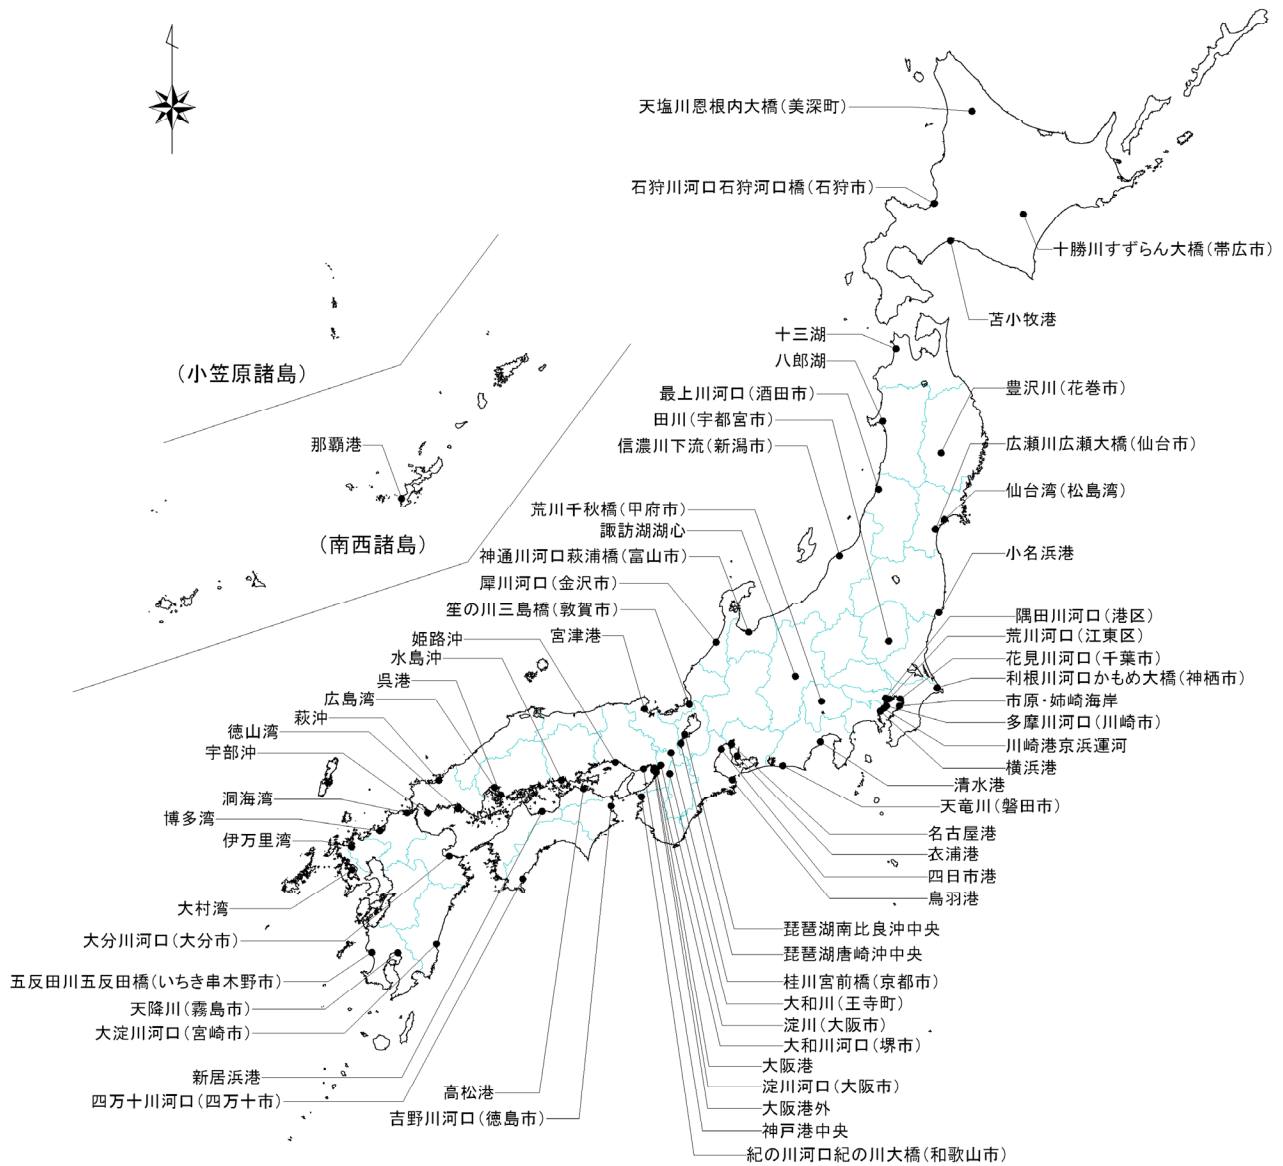 天塩川恩根内大橋(美深町)
石狩川河口石狩河口橋(石狩市)
十勝川すずらん大橋(帯広市)
苫小牧港
十三湖
八郎湖
(小笠原諸島)
豊沢川(花巻市)
最上川河口(酒田市)
田川(宇都宮市)
那覇港
信濃川下流(新潟市)
広瀬川広瀬大橋(仙台市)
仙台湾(松島湾)
荒川千秋橋(甲府市)
諏訪湖湖心
(南西諸島)
神通川河口萩浦橋(富山市)
小名浜港
犀川河口(金沢市)
笙の川三島橋(敦賀市)
隅田川河口(港区)
宮津港
荒川河口(江東区)
姫路沖
水島沖
花見川河口(千葉市)
利根川河口かもめ大橋(神栖市)
呉港
広島湾
市原・姉崎海岸
萩沖
多摩川河口(川崎市)
徳山湾
川崎港京浜運河
宇部沖
横浜港
清水港
洞海湾
天竜川(磐田市)
博多湾
名古屋港
伊万里湾
衣浦港
四日市港
鳥羽港
大村湾
琵琶湖南比良沖中央
大分川河口(大分市)
琵琶湖唐崎沖中央
五反田川五反田橋(いちき串木野市)
桂川宮前橋(京都市)
天降川(霧島市)
大和川(王寺町)
大淀川河口(宮崎市)
淀川(大阪市)
大和川河口(堺市)
大阪港
新居浜港
淀川河口(大阪市)
高松港
四万十川河口(四万十市)
大阪港外
吉野川河口(徳島市)
神戸港中央
紀の川河口紀の川大橋(和歌山市)